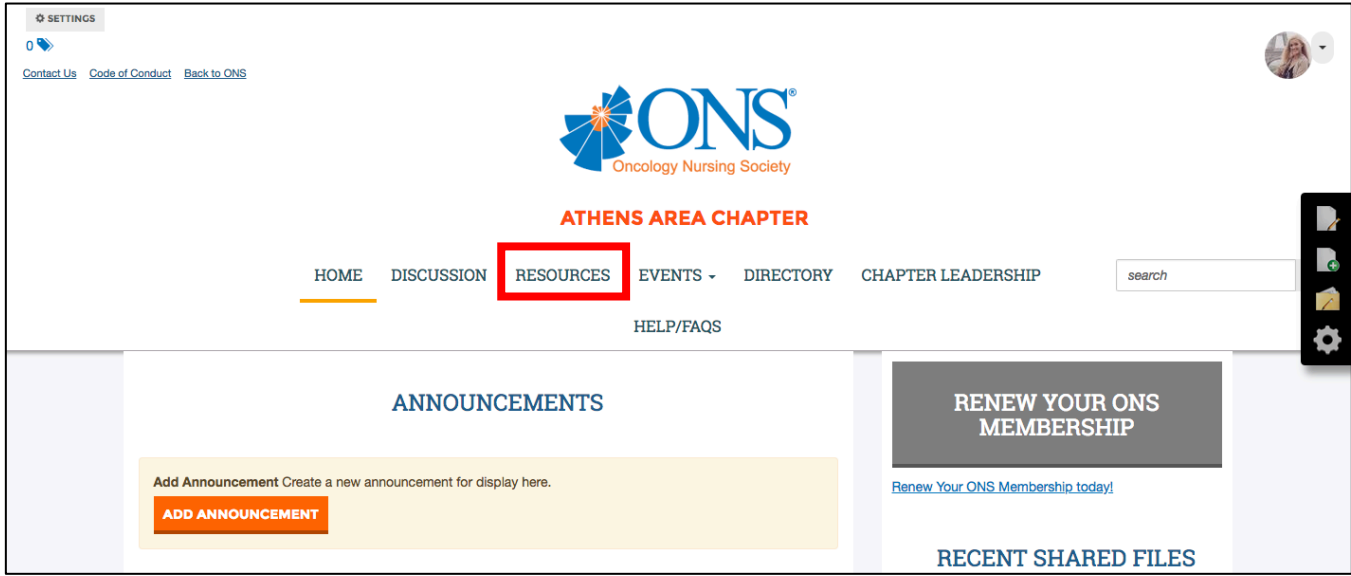 SETTINGS
0
Contact Us Code of Conduct Back to ONS
ONS®
Oncology Nursing Society
ATHENS AREA CHAPTER
HOME DISCUSSION RESOURCES EVENTS DIRECTORY CHAPTER LEADERSHIP search
HELP/FAQS
ANNOUNCEMENTS
Add Announcement Create a new announcement for display here.
ADD ANNOUNCEMENT
RENEW YOUR ONS
MEMBERSHIP
Renew Your ONS Membership today!
RECENT SHARED FILES